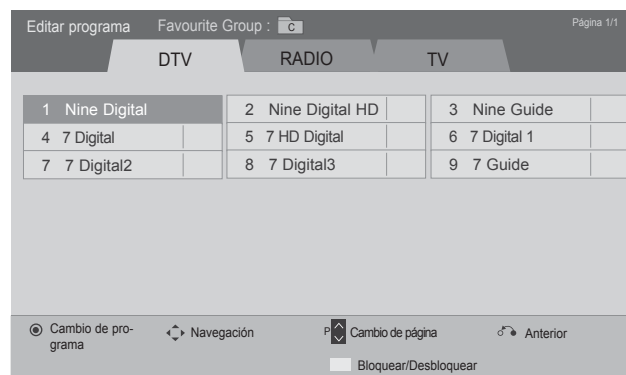 Editar programa Favourite Group : C Página 1/1
DTV RADIO TV
1 Nine Digital 2 Nine Digital HD 3 Nine Guide
4 7 Digital 5 7 HD Digital 6 7 Digital 1
7 7 Digital2 8 7 Digital3 9 7 Guide
Cambio de pro- Navegación P Cambio de página Anterior
grama
Bloquear/Desbloquear